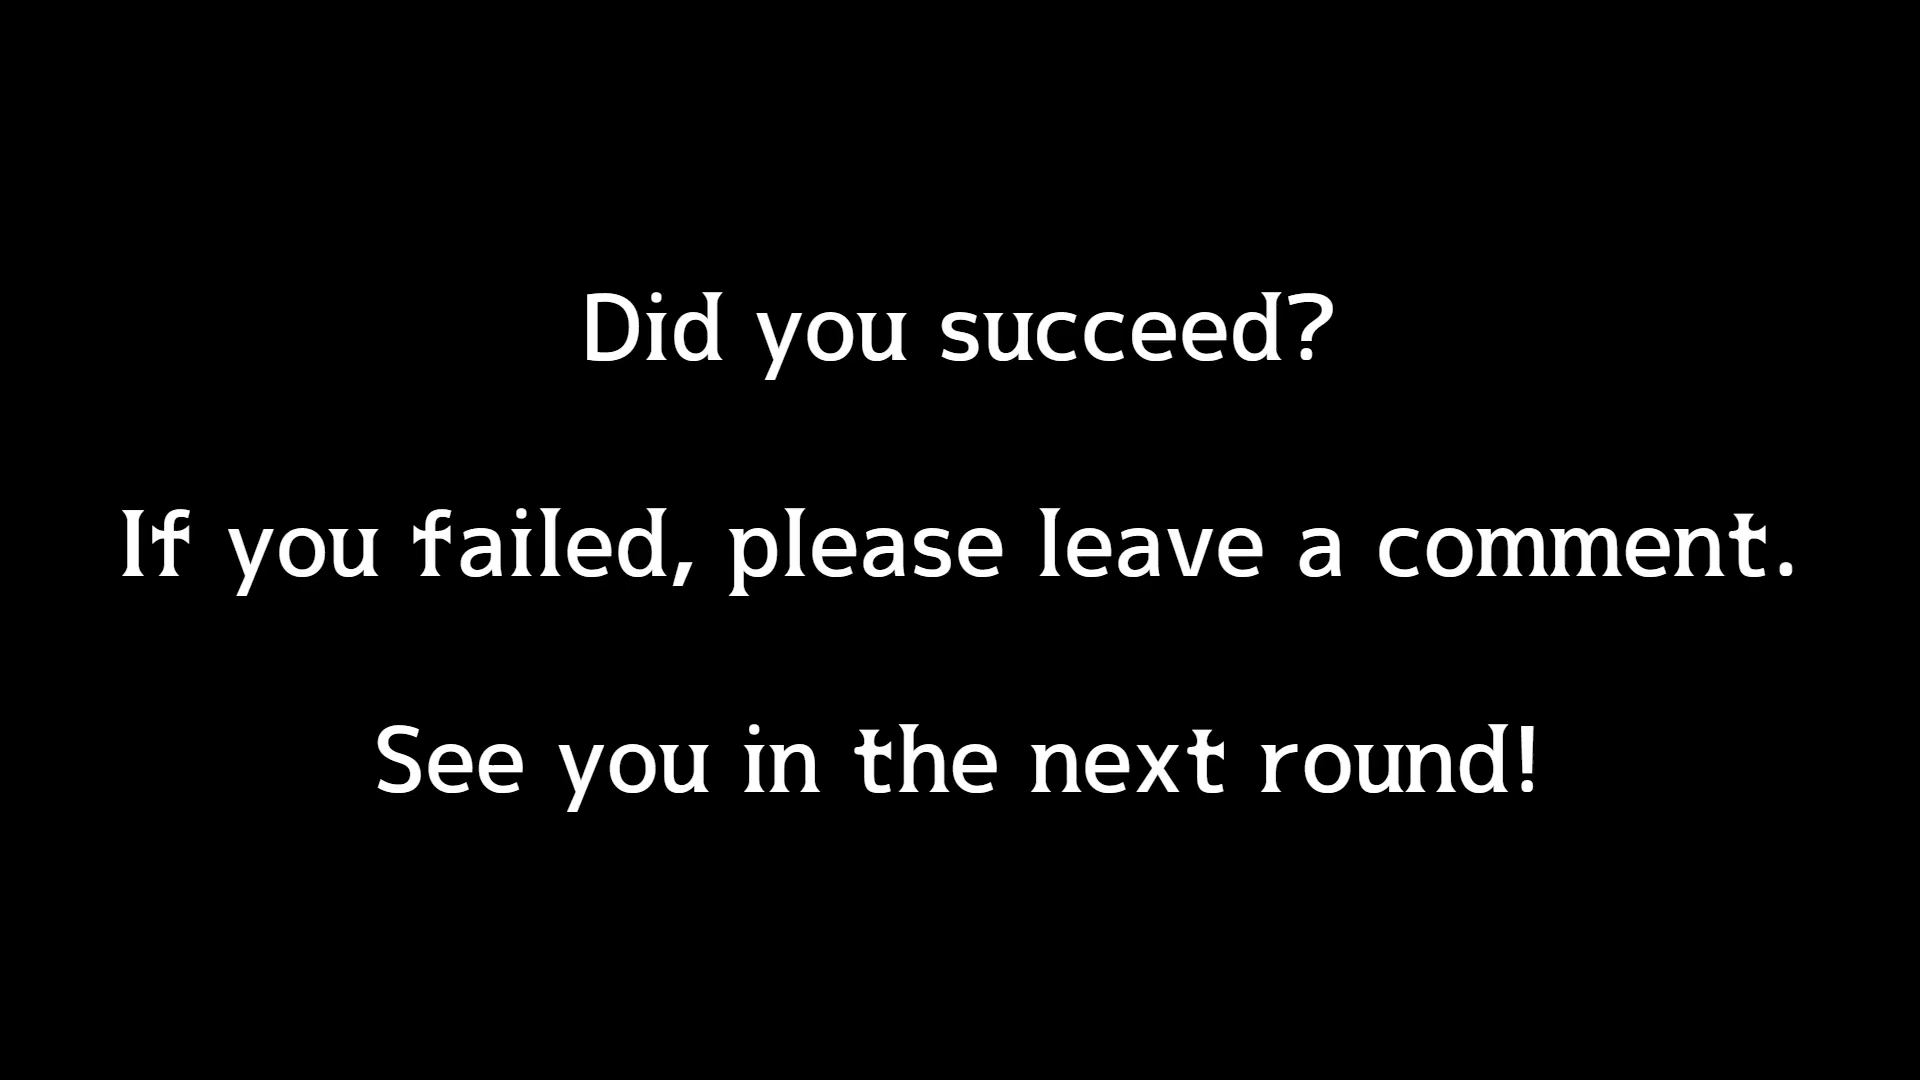 Did you succeed?
If you failed, please leave a comment.
See you in the next round!